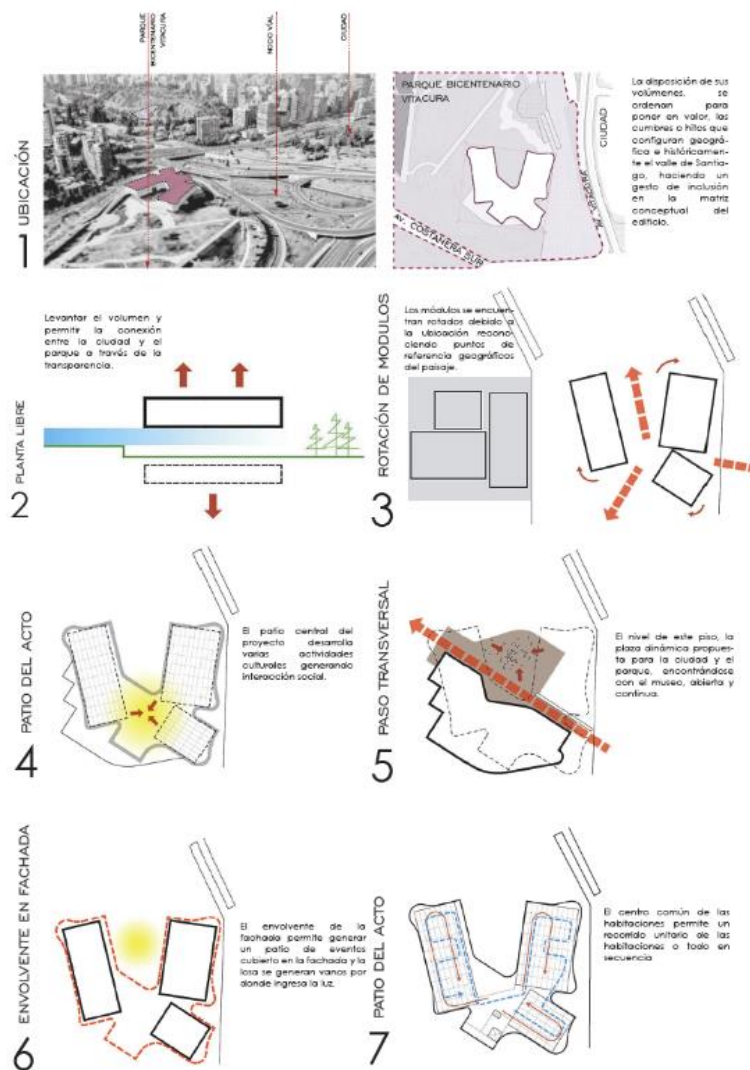 PARQUE
BICENTENARIO
VITACURA
NODO VIAL
CIUDAD
1 UBICACIÓN
PARQUE BICENTENARIO
VITACURA
CIUDAD
AV. COSTANERA SUR
La disposición de sus
volúmenes, se
ordenan para
poner en valor, las
cumbres o hitos que
configuran geográ-
fica e históricamen-
te el valle de Santia-
go, haciendo un
gesto de inclusión
en la matriz
conceptual del
edificio.
2 PLANTA LIBRE
Levantar el volumen y
permitir la conexión
entre la ciudad y el
parque a través de la
transparencia.
3 ROTACIÓN DE MODULOS
Los módulos se encuen-
tran rotados debido a
la ubicación recono-
ciendo puntos de
referencia geográficos
del paisaje.
4 PATIO DEL ACTO
El patio central del
proyecto desarrolla
varias actividades
culturales generando
interacción social.
5 PASO TRANSVERSAL
El nivel de este piso, la
plaza dinámica propues-
ta para la ciudad y el
parque, encontrándose
con el museo, abierta y
continua.
6 ENVOLVENTE EN FACHADA
El envolvente de la
fachada permite generar
un patio de eventos
cubierto en la fachada y la
losa se generan vanos por
donde ingresa la luz.
7 PATIO DEL ACTO
El centro común de las
habitaciones permite un
recorrido unitario de las
habitaciones o todo en
secuencia